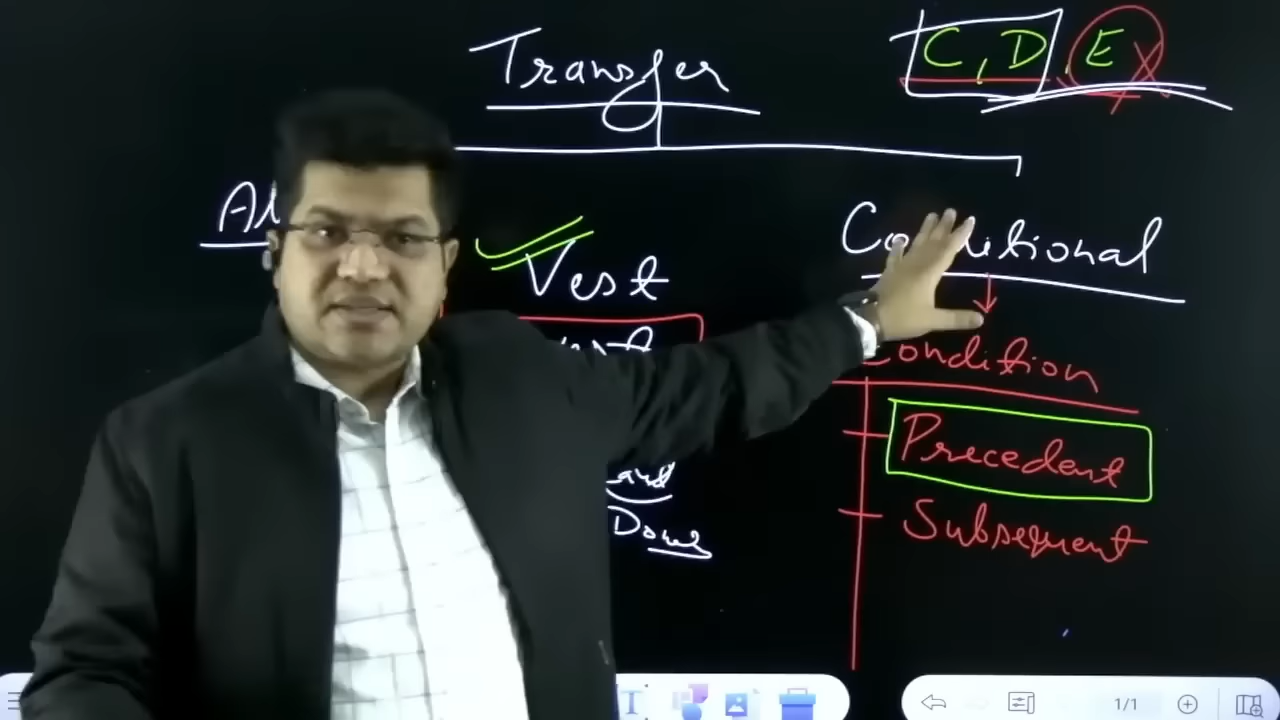 C, D, E X
Transfer
Vest
Conditional
Condition
Precedent
Subsequent
1/1